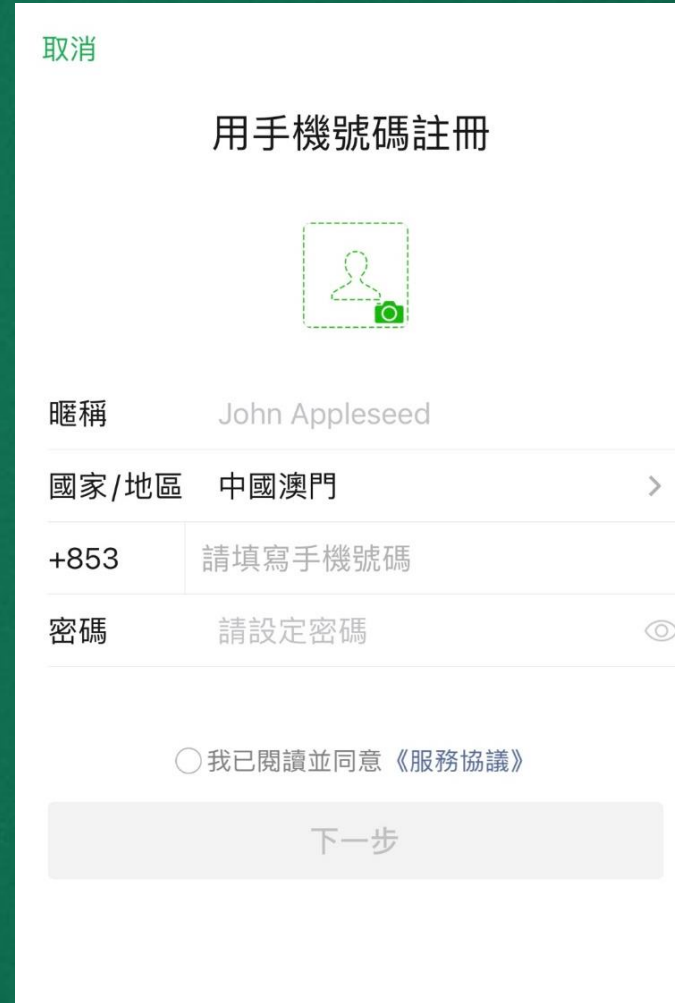 取消
用手機號碼註冊
暱稱 John Appleseed
國家/地區 中國澳門
+853 請填寫手機號碼
密碼 請設定密碼
我已閱讀並同意《服務協議》
下一步